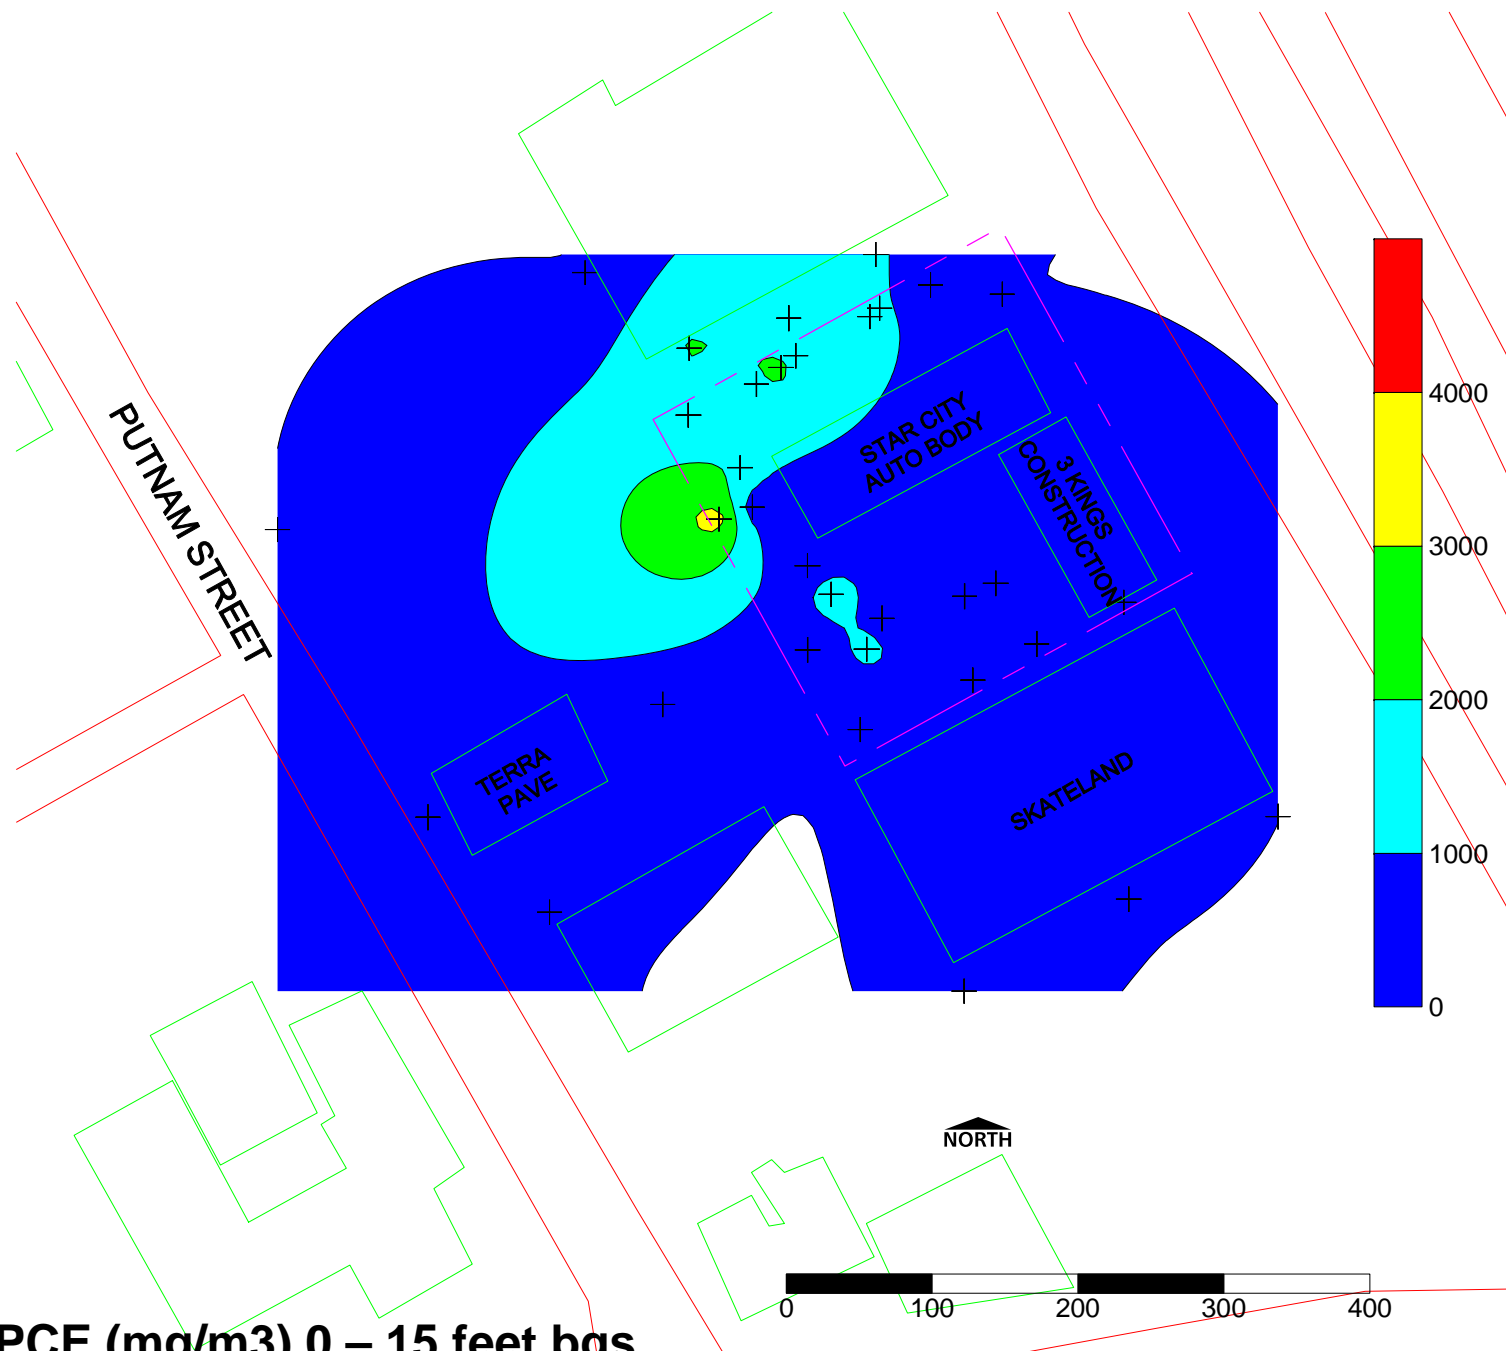 PUTNAM STREET
STAR CITY
AUTO BODY
3 KINGS
CONSTRUCTION
TERRA
PAVE
SKATELAND
4000
3000
2000
1000
0
NORTH
0 100 200 300 400
PCE (mg/m3) 0 – 15 feet bgs